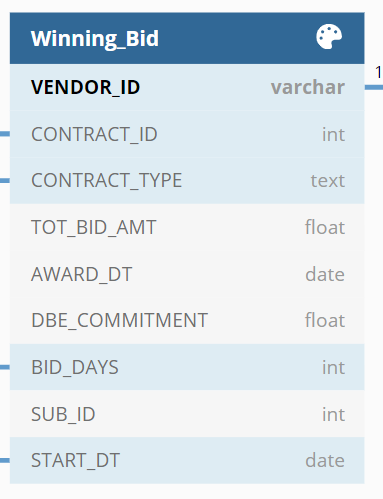 Winning_Bid
VENDOR_ID varchar 1
CONTRACT_ID int
CONTRACT_TYPE text
TOT_BID_AMT float
AWARD_DT date
DBE_COMMITMENT float
BID_DAYS int
SUB_ID int
START_DT date